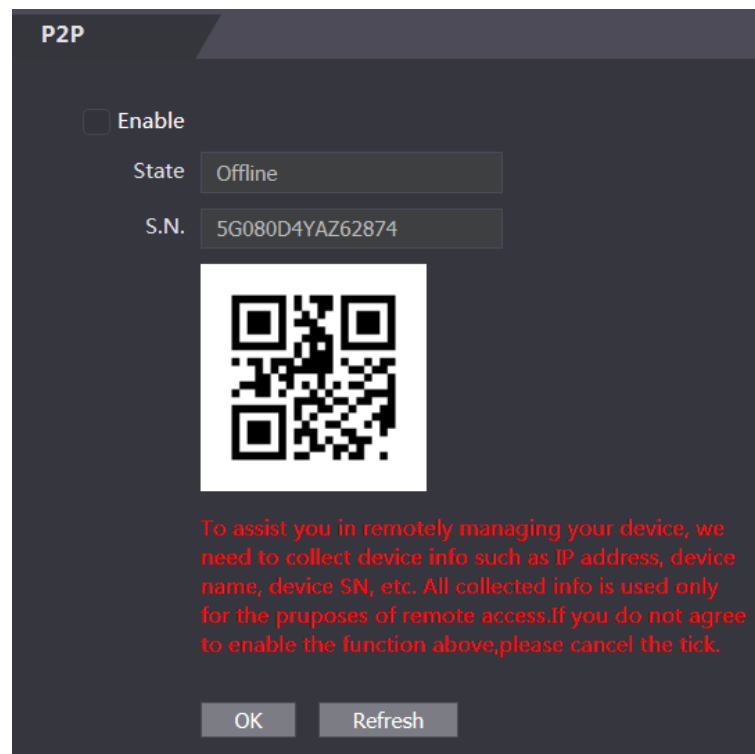 P2P
Enable
State Offline
S.N. 5G080D4YAZ62874
To assist you in remotely managing your device, we
need to collect device info such as IP address, device
name, device SN, etc. All collected info is used only
for the pruposes of remote access.If you do not agree
to enable the function above,please cancel the tick.
OK Refresh